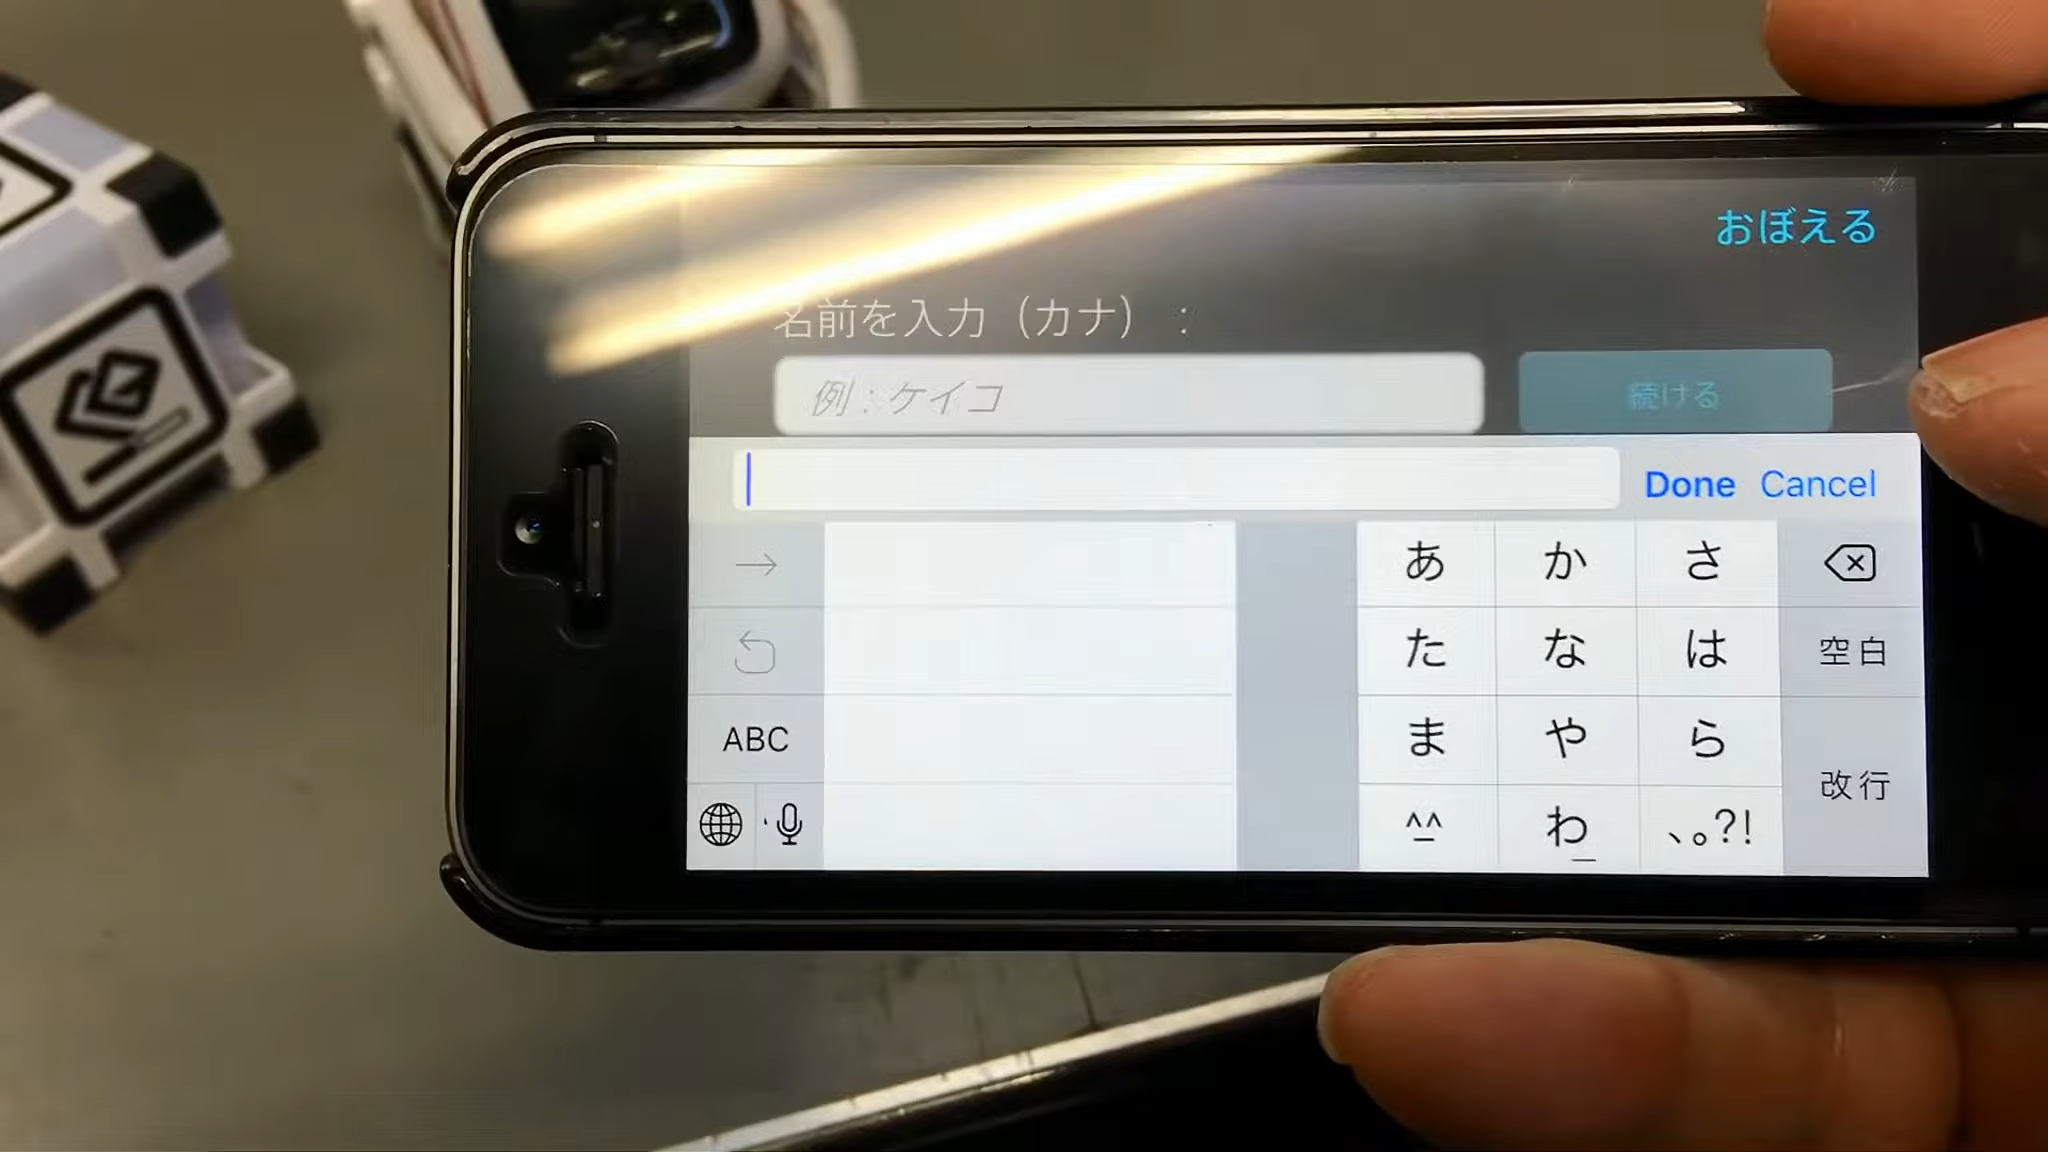 おぼえる
名前を入力（カナ）：
例：ケイコ
続ける
Done Cancel
→ あ か さ
た な は 空白
ABC ま や ら 改行
^_^ わ_ 、。?!